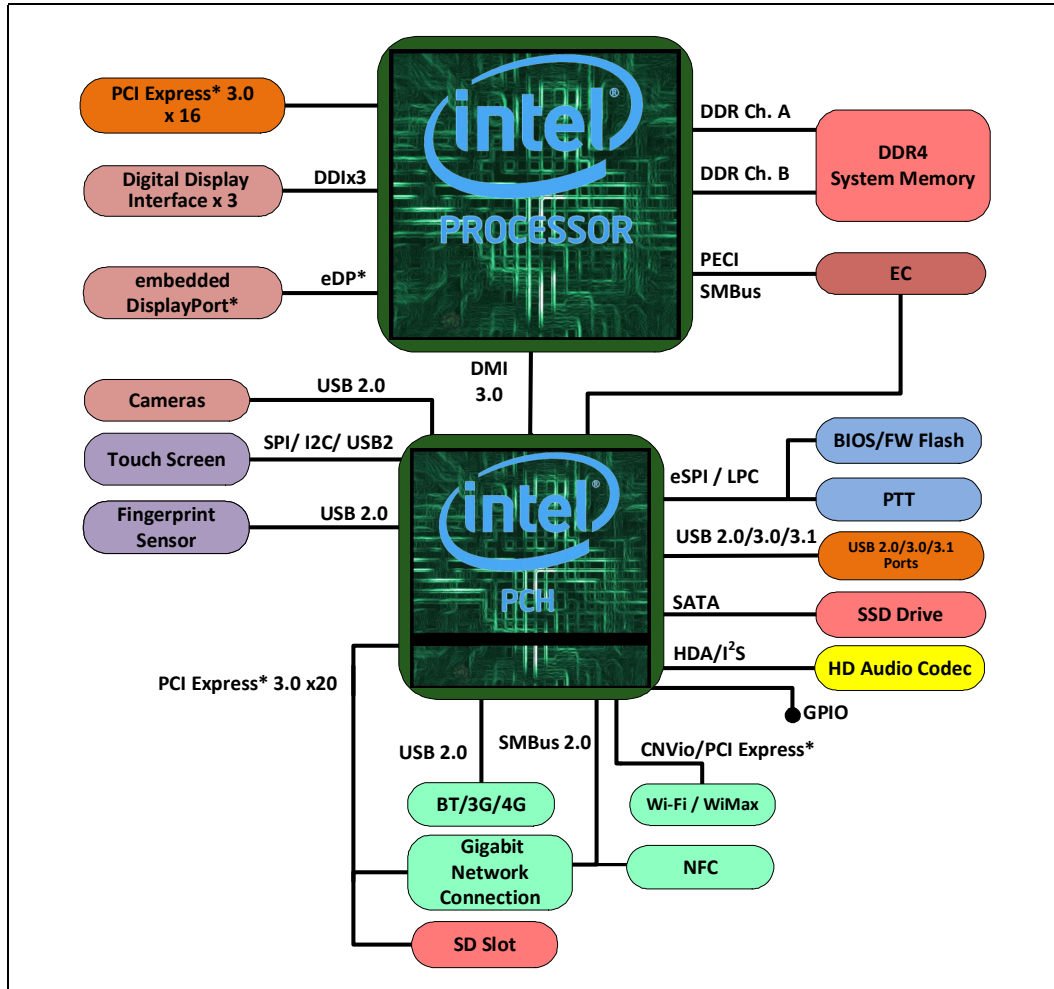 PCI Express* 3.0
x 16
intel®
PROCESSOR
DDR Ch. A
DDR4
System Memory
DDR Ch. B
Digital Display
Interface x 3
DDIx3
embedded
DisplayPort*
eDP*
PECI
SMBus
EC
DMI
3.0
Cameras
USB 2.0
Touch Screen
SPI/ I2C/ USB2
Fingerprint
Sensor
USB 2.0
intel®
PCH
eSPI / LPC
BIOS/FW Flash
PTT
USB 2.0/3.0/3.1
USB 2.0/3.0/3.1
Ports
SATA
SSD Drive
HDA/I²S
HD Audio Codec
GPIO
PCI Express* 3.0 x20
USB 2.0
SMBus 2.0
CNVio/PCI Express*
BT/3G/4G
Wi-Fi / WiMax
Gigabit
Network
Connection
NFC
SD Slot